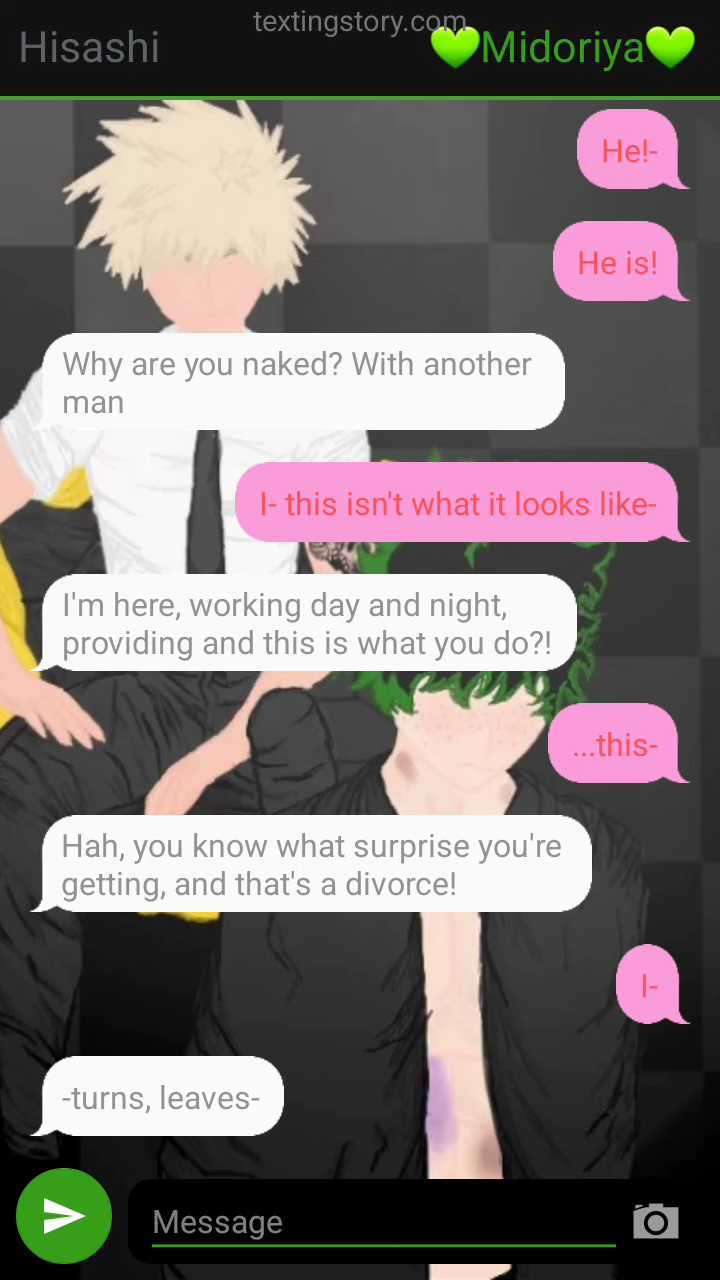 textingstory.com
Hisashi
💚Midoriya💚
He!-
He is!
Why are you naked? With another
man
I- this isn't what it looks like-
I'm here, working day and night,
providing and this is what you do?!
...this-
Hah, you know what surprise you're
getting, and that's a divorce!
I-
-turns, leaves-
Message